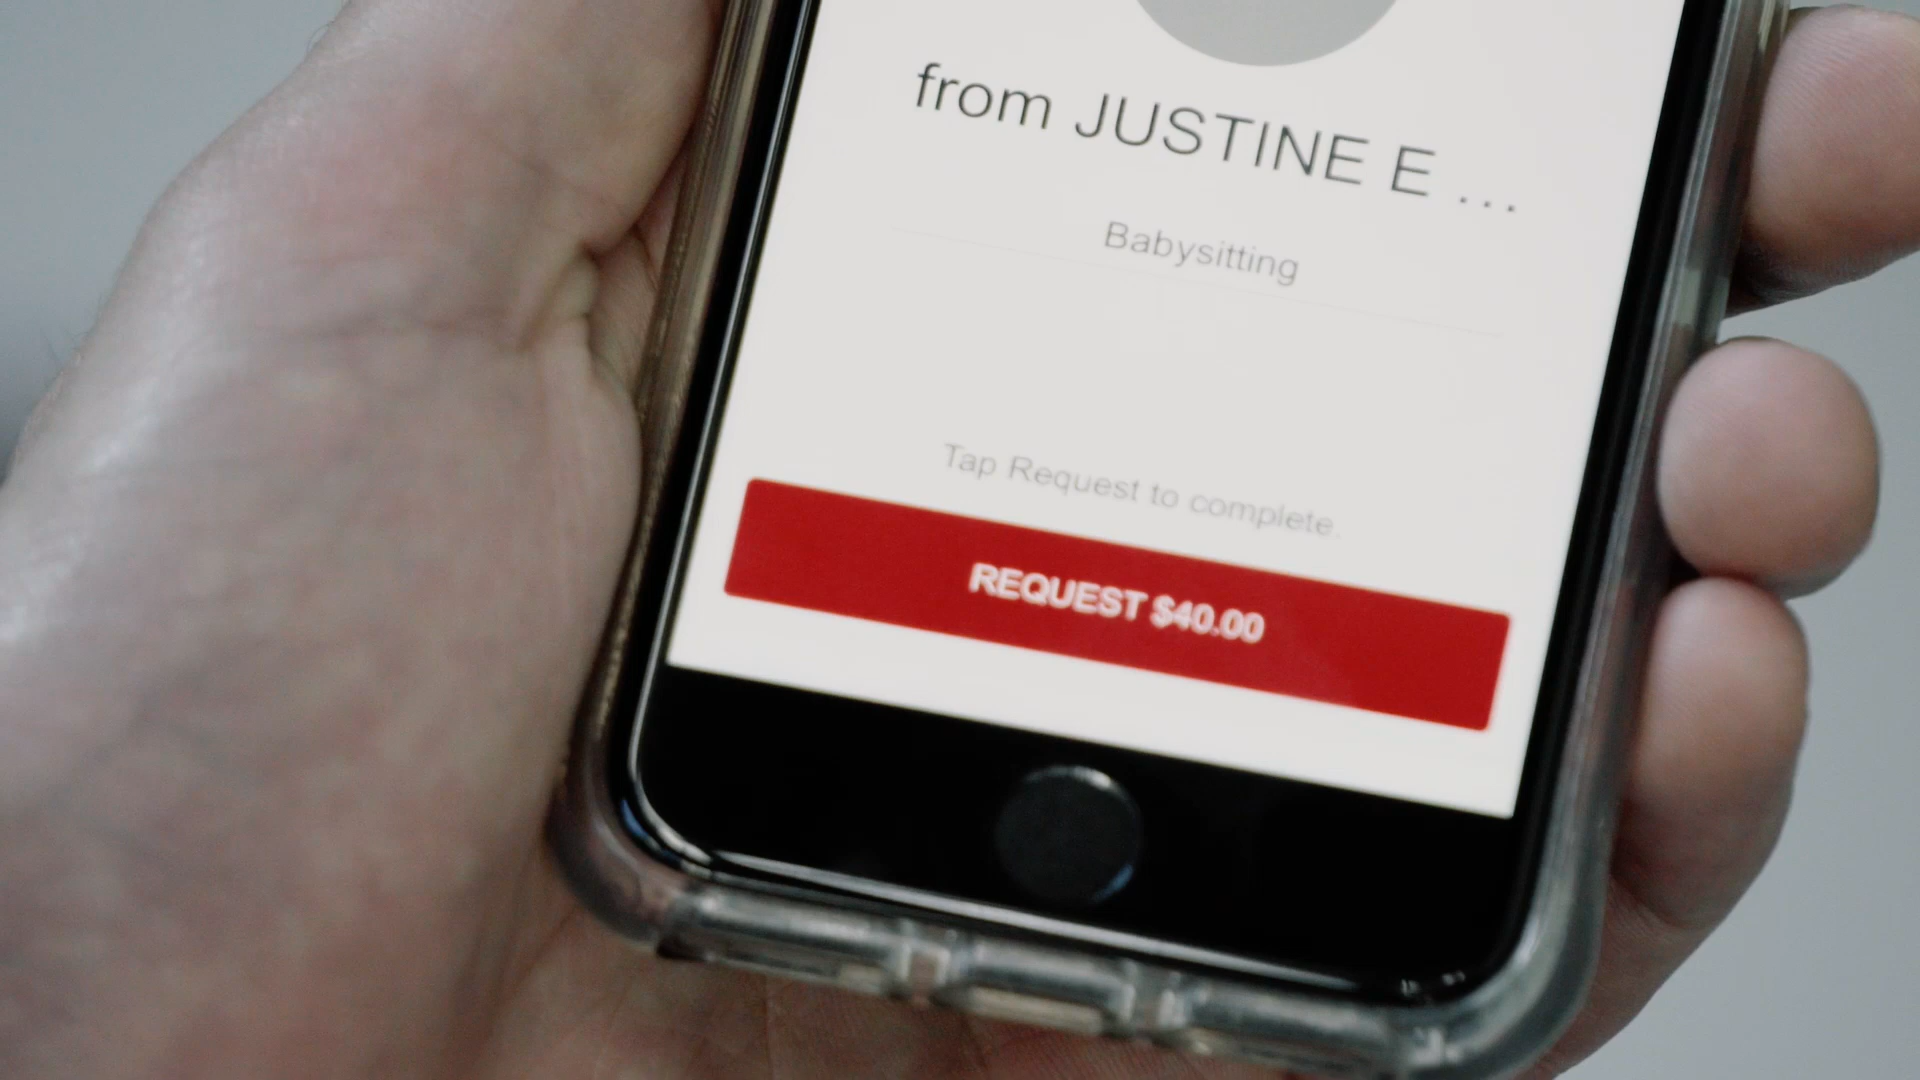 from JUSTINE E ...
Babysitting
Tap Request to complete.
REQUEST $40.00